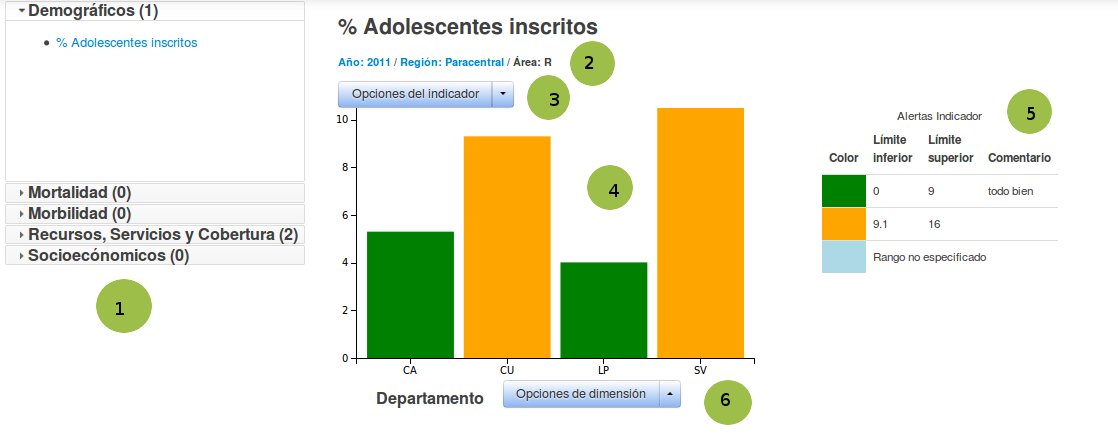 Demográficos (1)
% Adolescentes inscritos
Mortalidad (0)
Morbilidad (0)
Recursos, Servicios y Cobertura (2)
Socioecónomicos (0)
1
% Adolescentes inscritos
Año: 2011 / Región: Paracentral / Área: R
2
Opciones del indicador
3
10
8
6
4
2
0
4
CA CU LP SV
Departamento
Opciones de dimensión
6
Alertas Indicador
5
Color Límite inferior Límite superior Comentario
0 9 todo bien
9.1 16
Rango no especificado